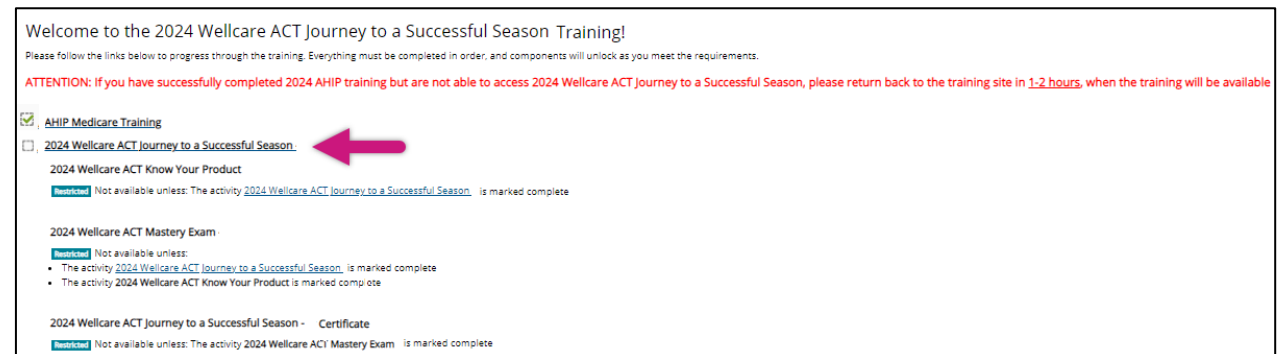 Welcome to the 2024 Wellcare ACT Journey to a Successful Season Training!
Please follow the links below to progress through the training. Everything must be completed in order, and components will unlock as you meet the requirements.
ATTENTION: If you have successfully completed 2024 AHIP training but are not able to access 2024 Wellcare ACT Journey to a Successful Season, please return back to the training site in 1-2 hours, when the training will be available
AHIP Medicare Training
2024 Wellcare ACT Journey to a Successful Season
2024 Wellcare ACT Know Your Product
Restricted Not available unless: The activity 2024 Wellcare ACT Journey to a Successful Season is marked complete
2024 Wellcare ACT Mastery Exam
Restricted Not available unless:
• The activity 2024 Wellcare ACT Journey to a Successful Season is marked complete
• The activity 2024 Wellcare ACT Know Your Product is marked complete
2024 Wellcare ACT Journey to a Successful Season - Certificate
Restricted Not available unless: The activity 2024 Wellcare ACT Mastery Exam is marked complete